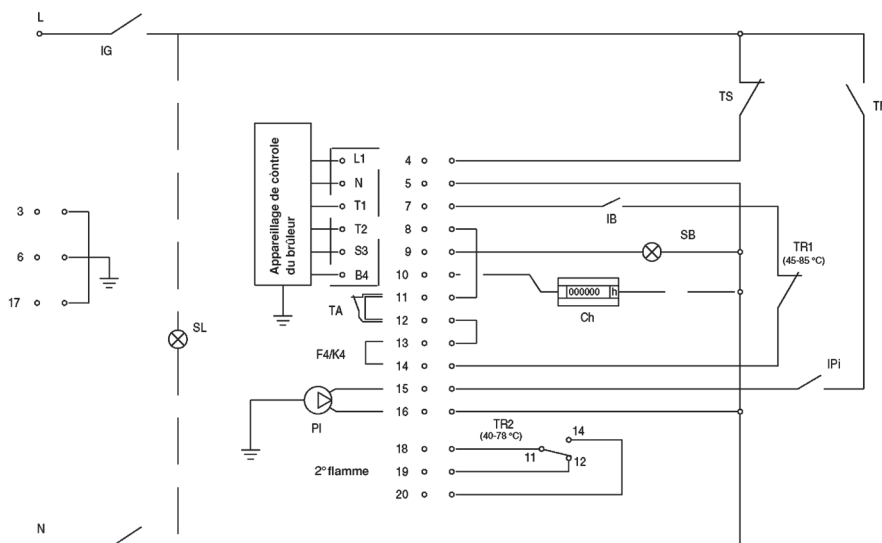 L
IG
TS
TI
Appareillage de còntrole
du brûleur
L1
4
N
5
T1
7
IB
T2
8
S3
9
SB
B4
10
000000 h
Ch
TR1
(45-85 °C)
3
6
17
11
TA
12
13
F4/K4
14
SL
IPi
15
16
PI
TR2
(40-78 °C)
14
18
11
12
2° flamme
19
20
N